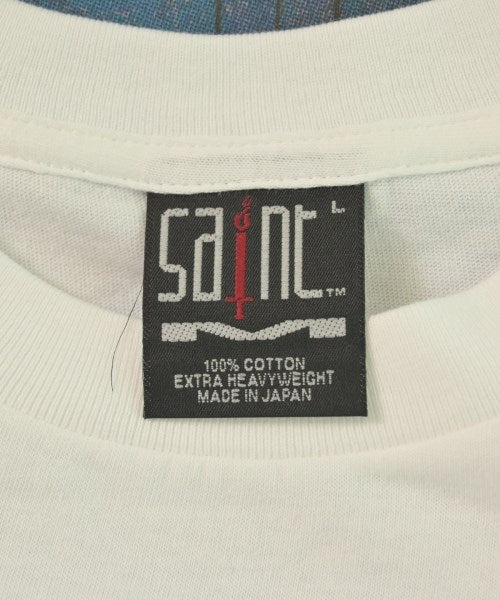 saint L
™
100% COTTON
EXTRA HEAVYWEIGHT
MADE IN JAPAN